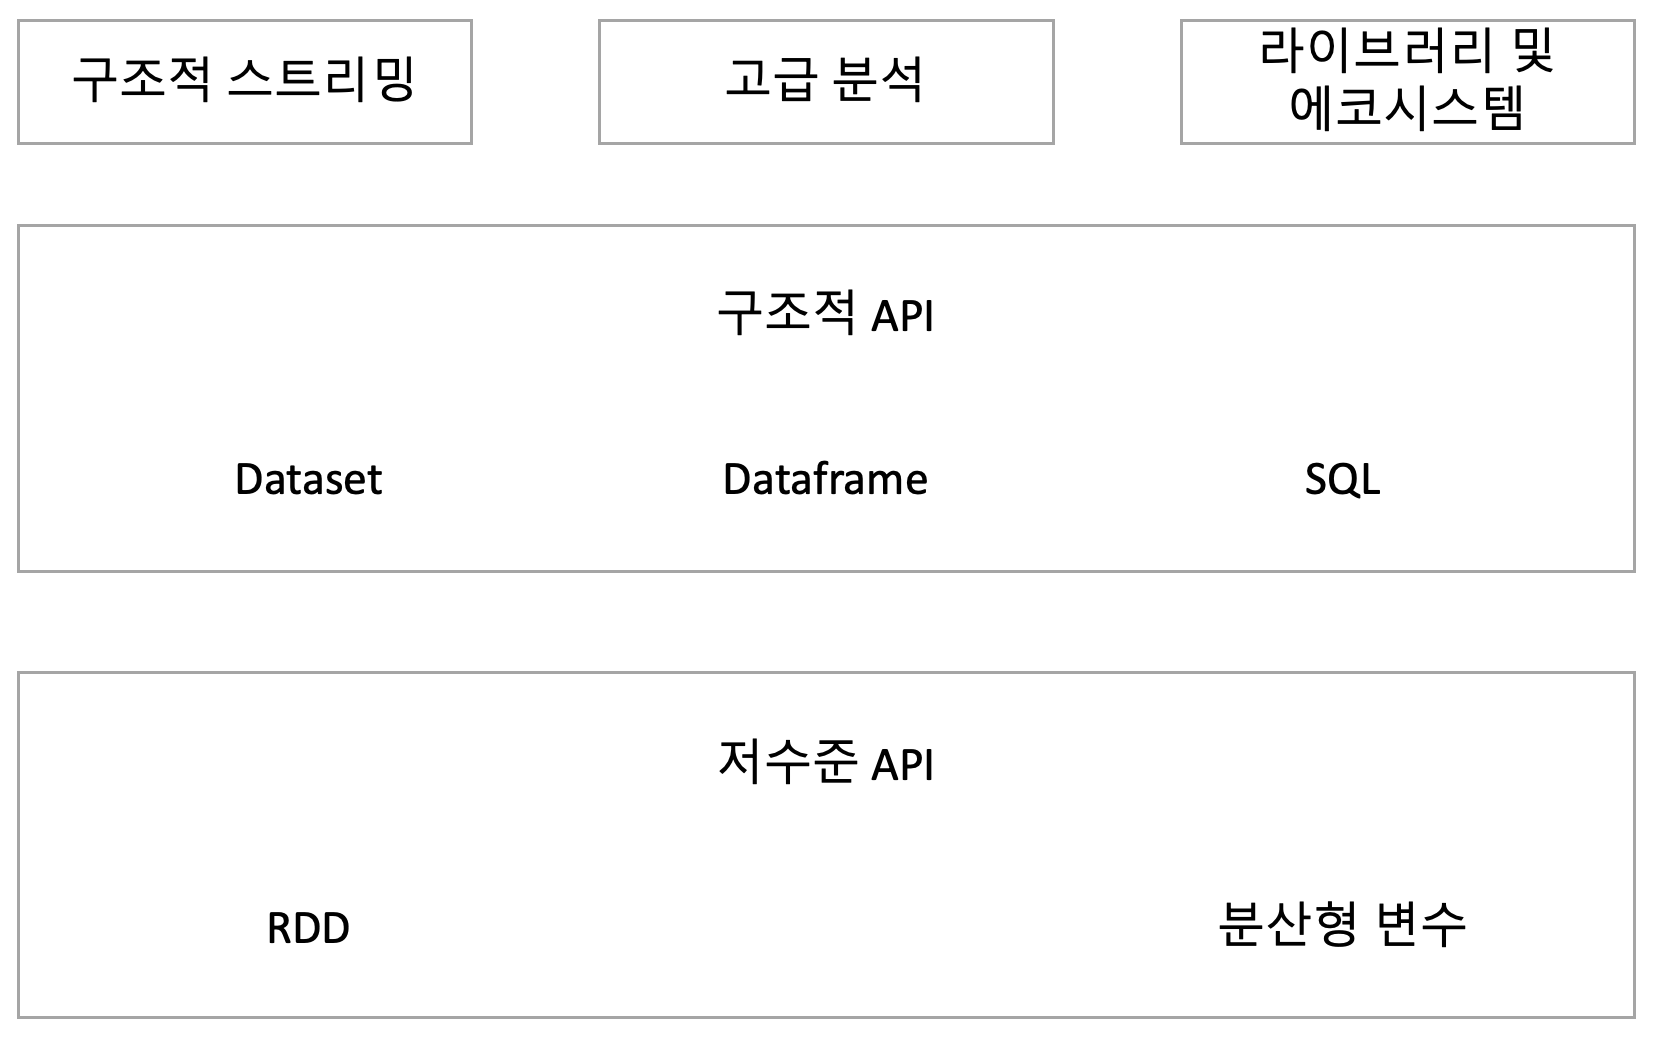 구조적 스트리밍
고급 분석
라이브러리 및
에코시스템
구조적 API
Dataset
Dataframe
SQL
저수준 API
RDD
분산형 변수